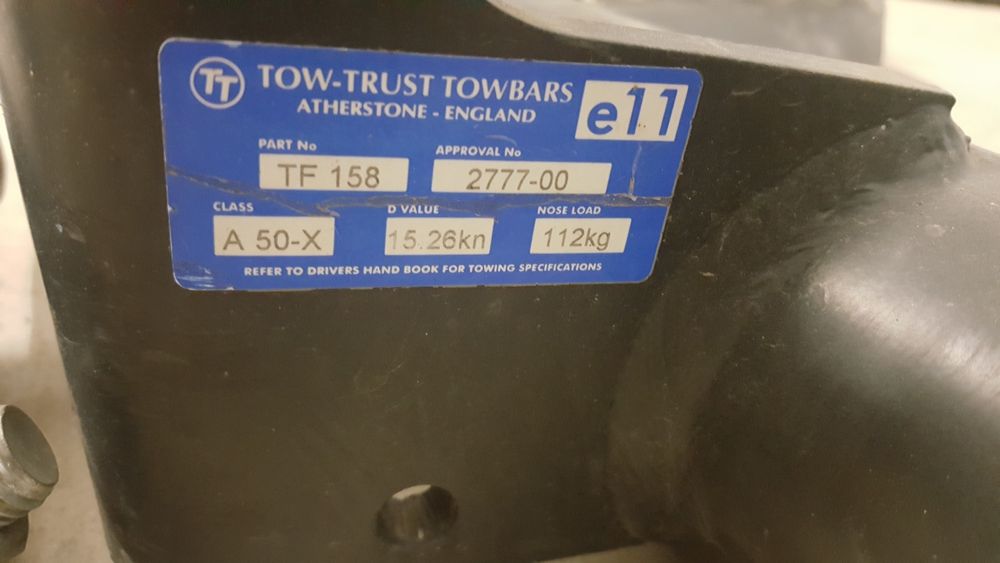 TT TOW-TRUST TOWBARS
ATHERSTONE - ENGLAND
e11
PART No APPROVAL No
TF 158 2777-00
CLASS D VALUE NOSE LOAD
A 50-X 15.26kn 112kg
REFER TO DRIVERS HAND BOOK FOR TOWING SPECIFICATIONS